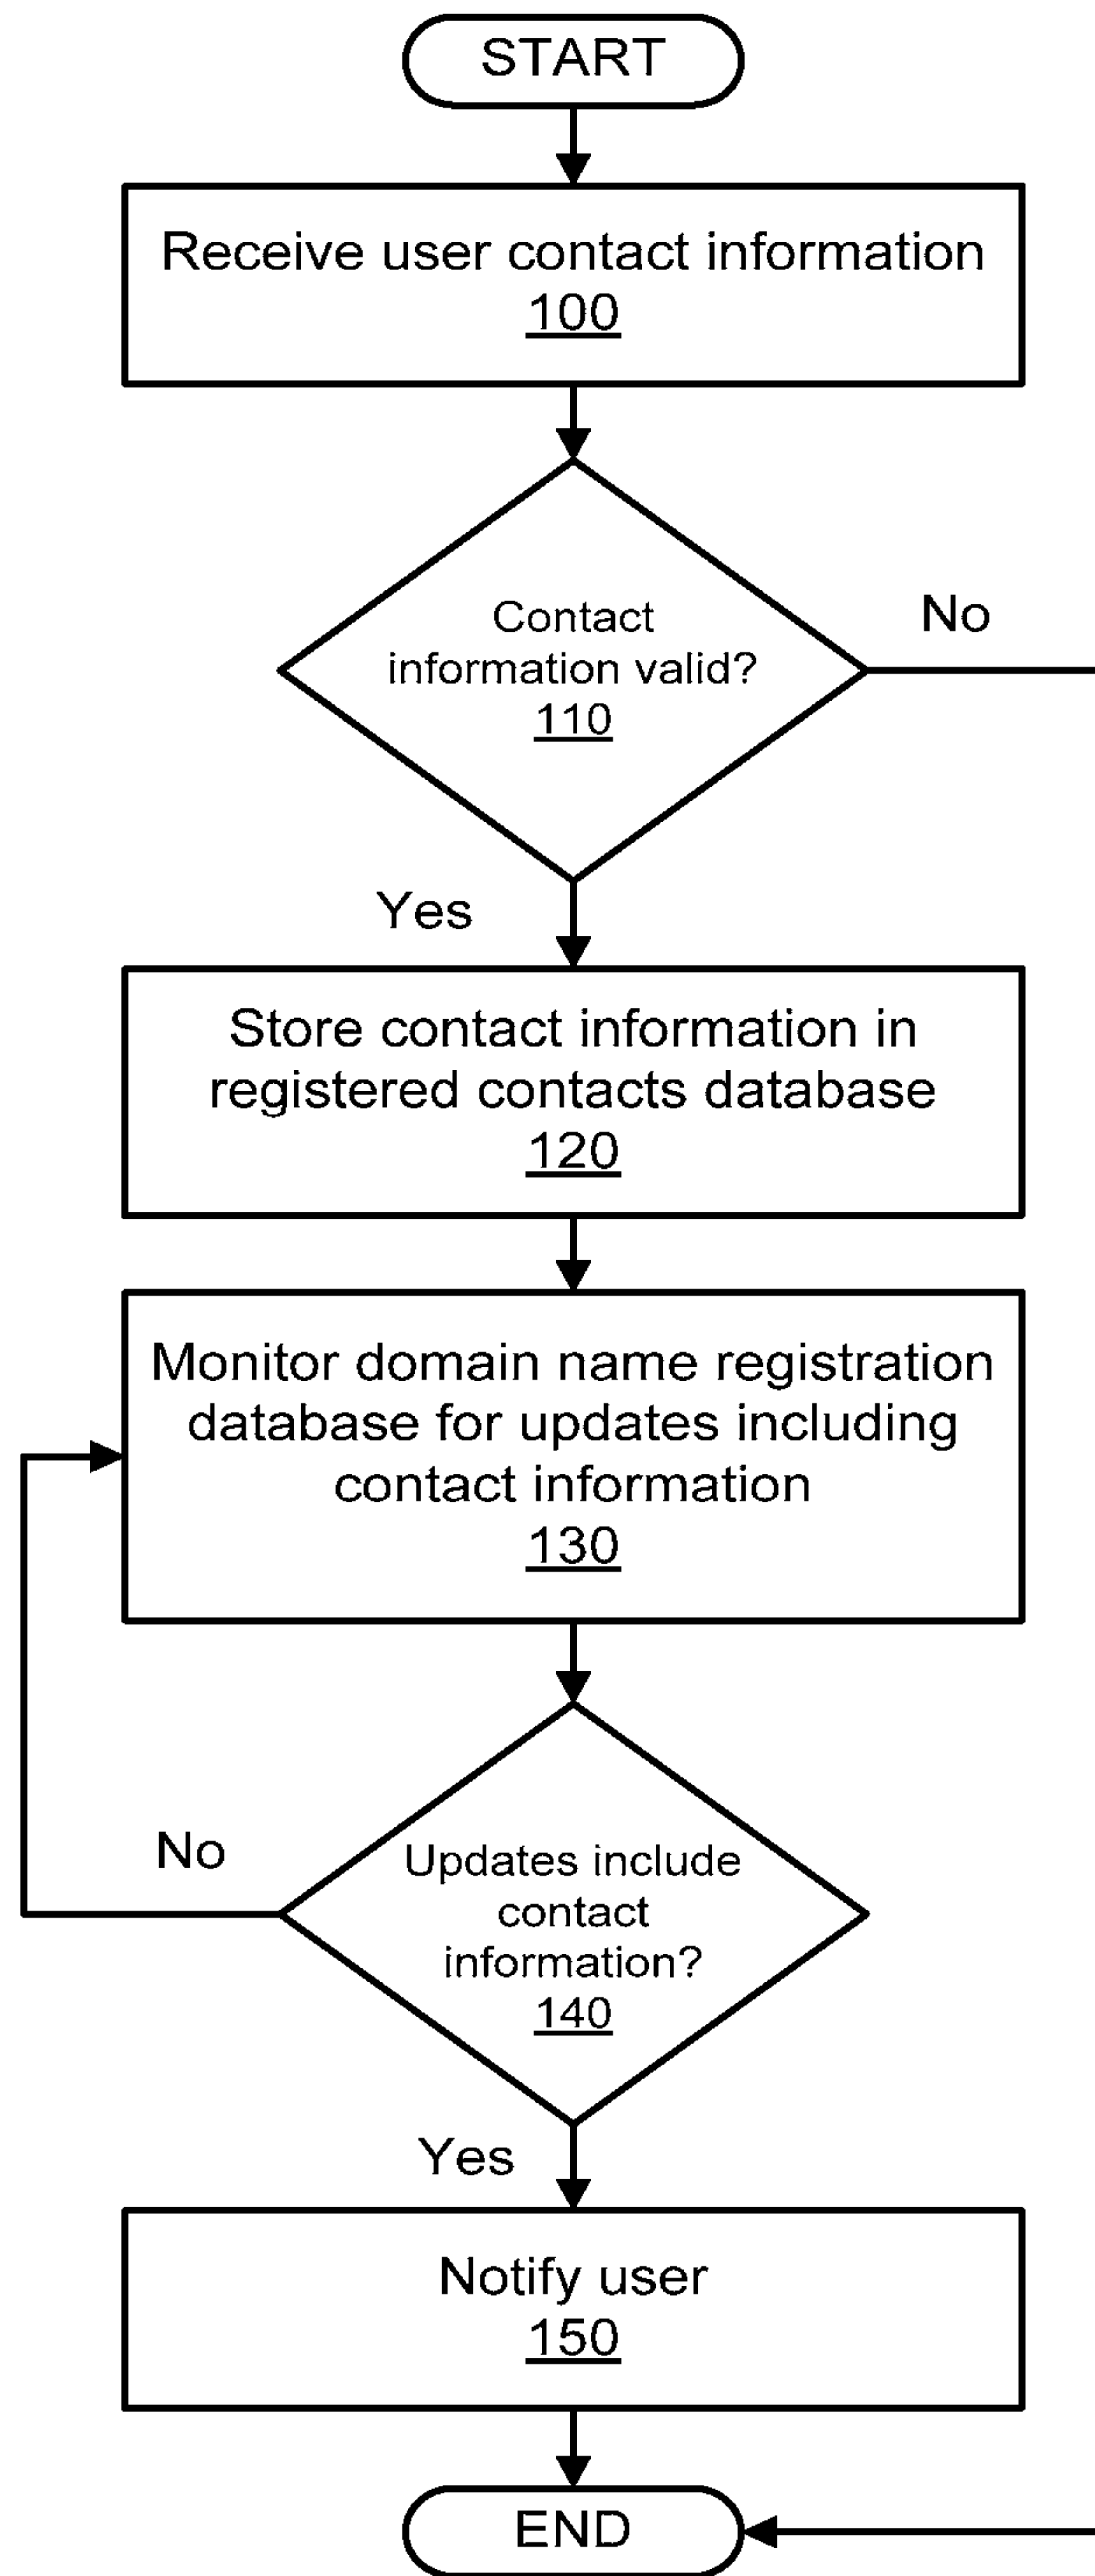 START
Receive user contact information
100
Contact
information valid?
110
No
Yes
Store contact information in
registered contacts database
120
Monitor domain name registration
database for updates including
contact information
130
No
Updates include
contact
information?
140
Yes
Notify user
150
END